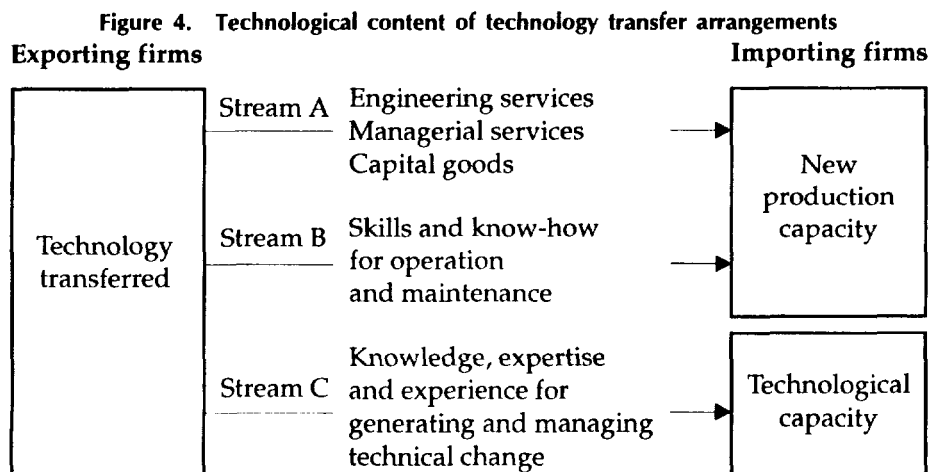 Figure 4. Technological content of technology transfer arrangements
Exporting firms
Importing firms
Technology
transferred
Stream A
Engineering services
Managerial services
Capital goods
Stream B
Skills and know-how
for operation
and maintenance
New
production
capacity
Stream C
Knowledge, expertise
and experience for
generating and managing
technical change
Technological
capacity